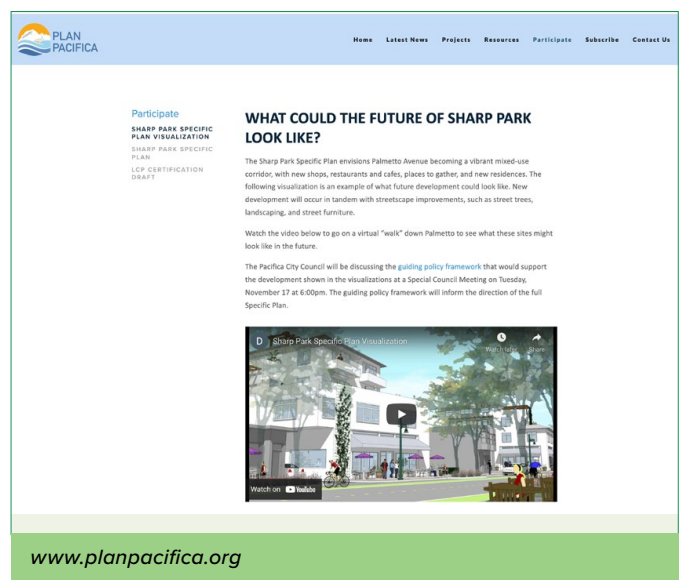 PLAN
PACIFICA
Home Latest News Projects Resources Participate Subscribe Contact Us
Participate
SHARP PARK SPECIFIC
PLAN VISUALIZATION
SHARP PARK SPECIFIC
PLAN
LCP CERTIFICATION
DRAFT
WHAT COULD THE FUTURE OF SHARP PARK
LOOK LIKE?
The Sharp Park Specific Plan envisions Palmetto Avenue becoming a vibrant mixed-use
corridor, with new shops, restaurants and cafes, places to gather, and new residences. The
following visualization is an example of what future development could look like. New
development will occur in tandem with streetscape improvements, such as street trees,
landscaping, and street furniture.
Watch the video below to go on a virtual "walk" down Palmetto to see what these sites might
look like in the future.
The Pacifica City Council will be discussing the guiding policy framework that would support
the development shown in the visualizations at a Special Council Meeting on Tuesday,
November 17 at 6:00pm. The guiding policy framework will inform the direction of the full
Specific Plan.
D Sharp Park Specific Plan Visualization
Watch later Share
Watch on YouTube
www.planpacifica.org